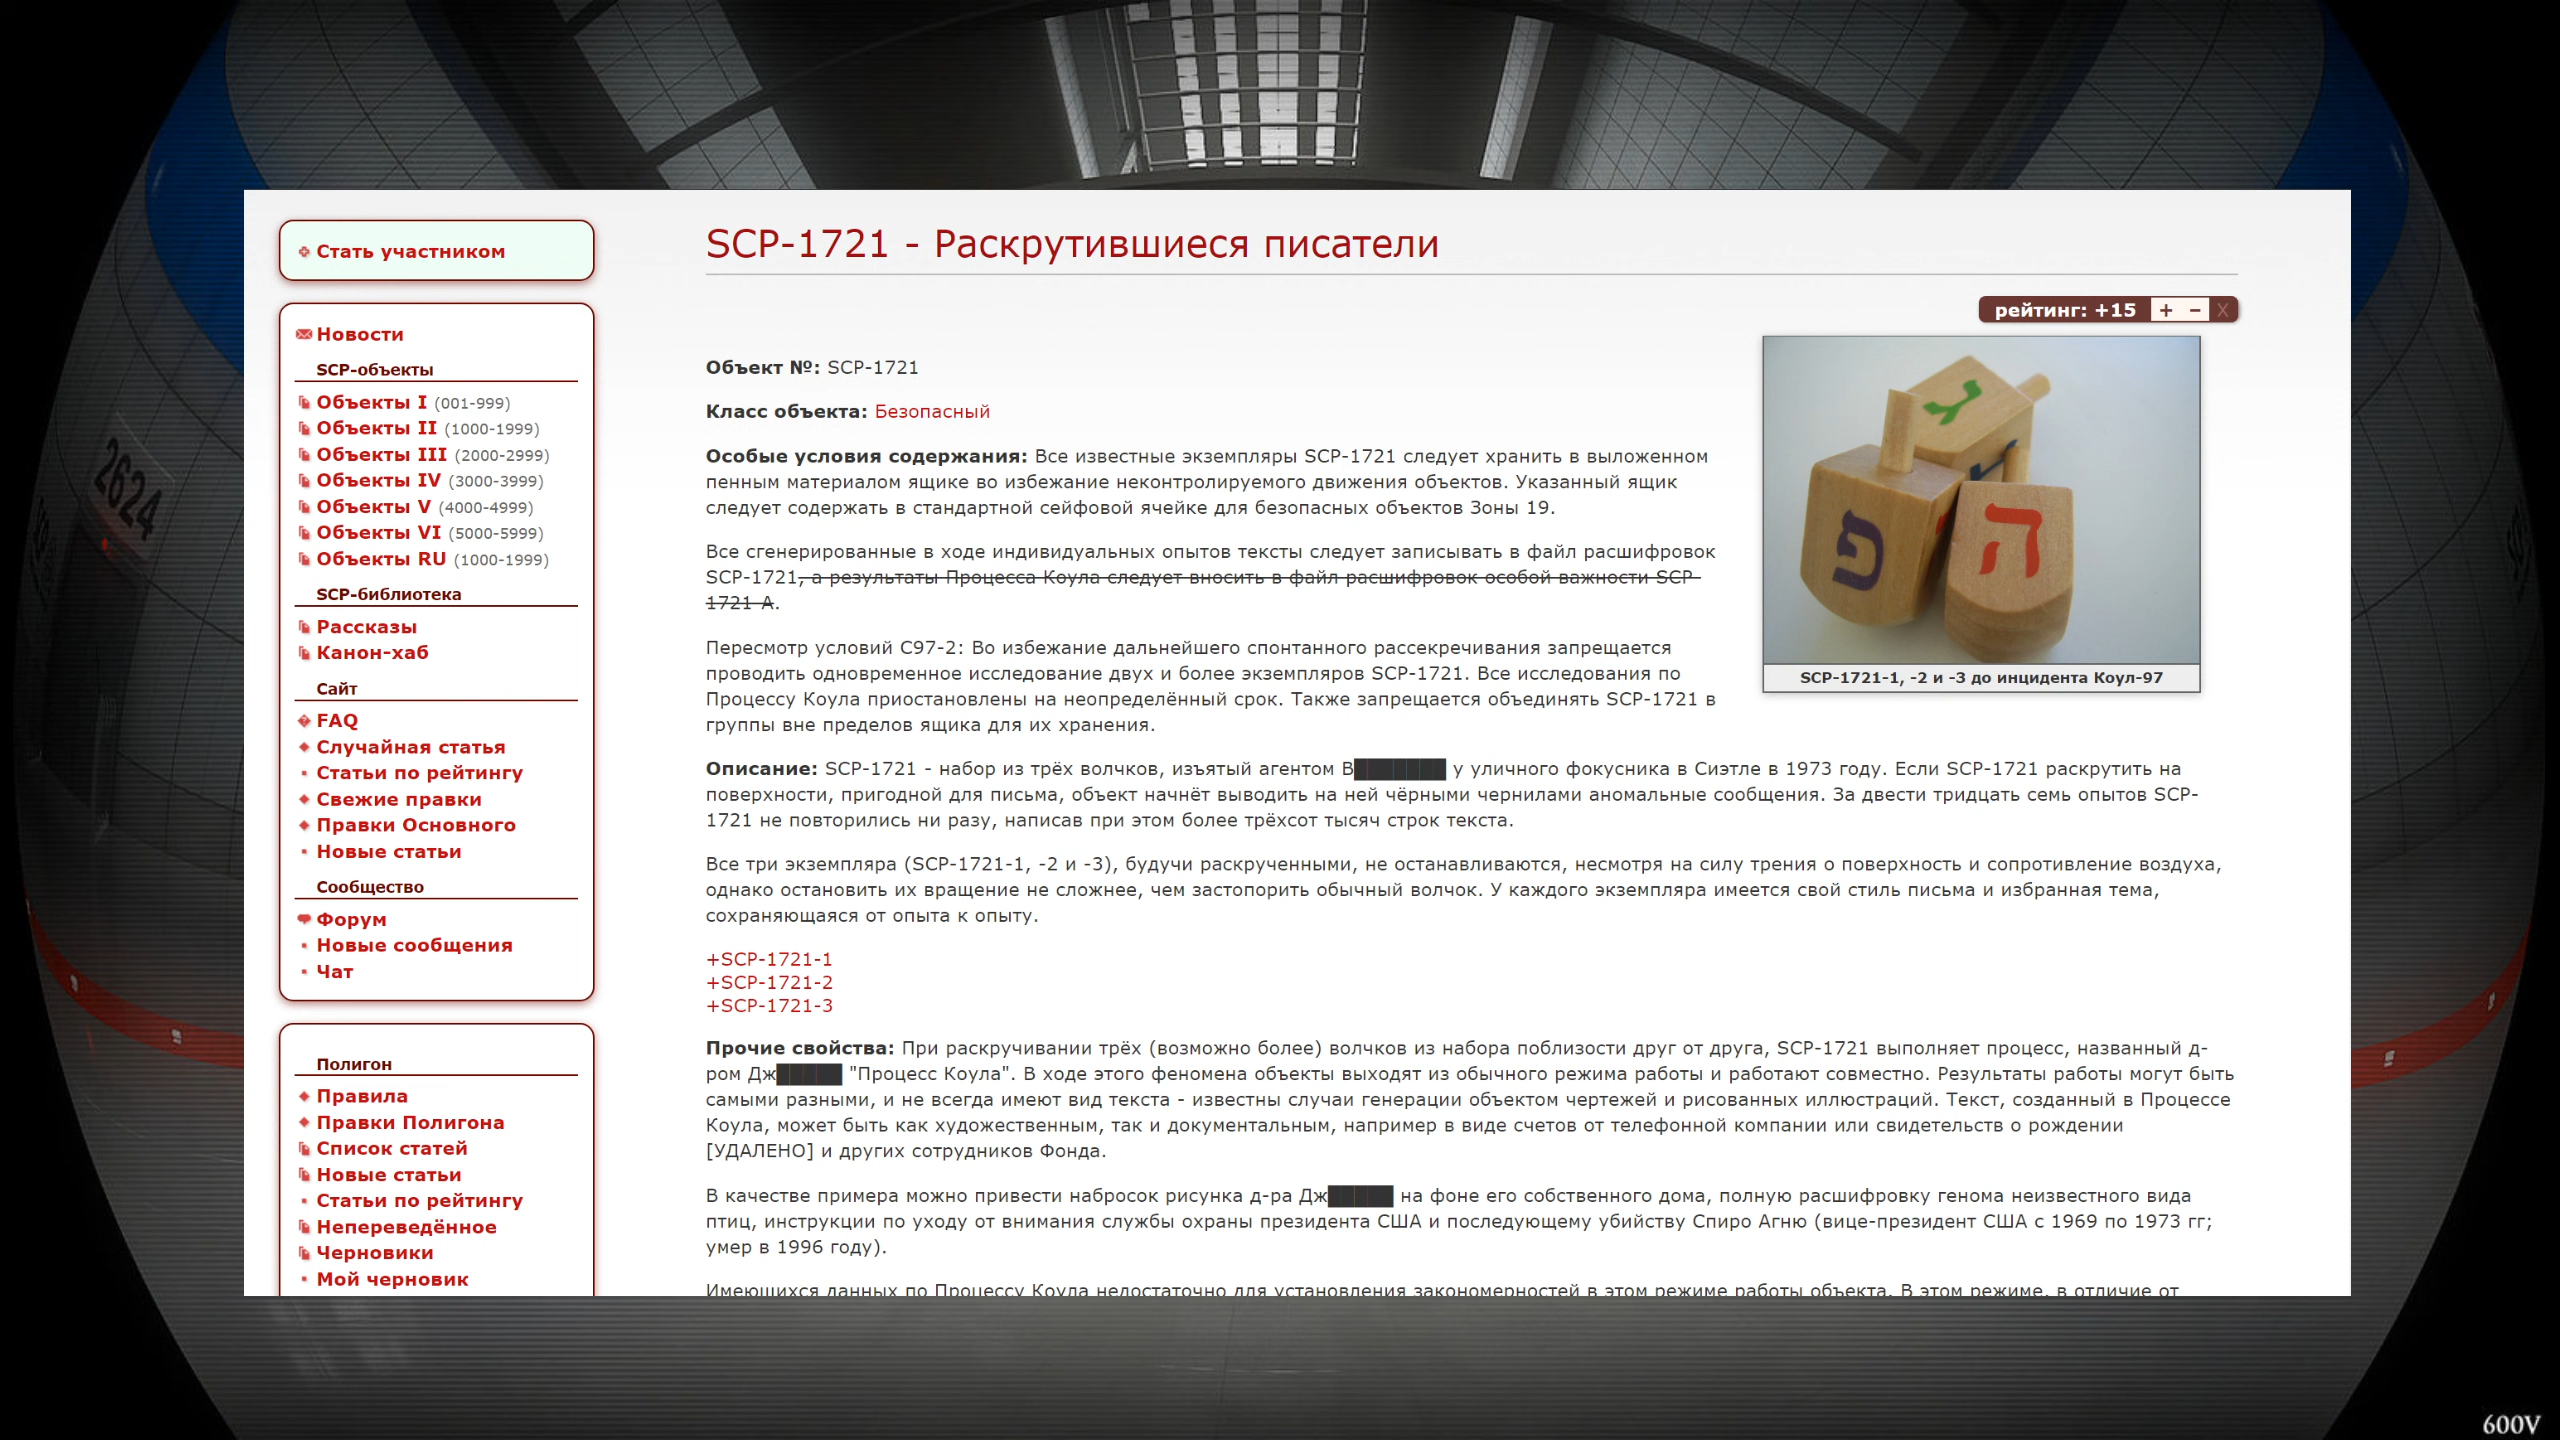 Стать участником
Новости
SCP-объекты
Объекты I (001-999)
Объекты II (1000-1999)
Объекты III (2000-2999)
Объекты IV (3000-3999)
Объекты V (4000-4999)
Объекты VI (5000-5999)
Объекты RU (1000-1999)
SCP-библиотека
Рассказы
Канон-хаб
Сайт
FAQ
Случайная статья
Статьи по рейтингу
Свежие правки
Правки Основного
Новые статьи
Сообщество
Форум
Новые сообщения
Чат
Полигон
Правила
Правки Полигона
Список статей
Новые статьи
Статьи по рейтингу
Непереведённое
Черновики
Мой черновик
SCP-1721 - Раскрутившиеся писатели
рейтинг: +15 + − X
Объект №: SCP-1721
Класс объекта: Безопасный
Особые условия содержания: Все известные экземпляры SCP-1721 следует хранить в выложенном
пенным материалом ящике во избежание неконтролируемого движения объектов. Указанный ящик
следует содержать в стандартной сейфовой ячейке для безопасных объектов Зоны 19.
Все сгенерированные в ходе индивидуальных опытов тексты следует записывать в файл расшифровок
SCP-1721, а результаты Процесса Коула следует вносить в файл расшифровок особой важности SCP-
1721-A.
Пересмотр условий C97-2: Во избежание дальнейшего спонтанного рассекречивания запрещается
проводить одновременное исследование двух и более экземпляров SCP-1721. Все исследования по
Процессу Коула приостановлены на неопределённый срок. Также запрещается объединять SCP-1721 в
группы вне пределов ящика для их хранения.
פ
ג
ה
SCP-1721-1, -2 и -3 до инцидента Коул-97
Описание: SCP-1721 - набор из трёх волчков, изъятый агентом В███████ у уличного фокусника в Сиэтле в 1973 году. Если SCP-1721 раскрутить на
поверхности, пригодной для письма, объект начнёт выводить на ней чёрными чернилами аномальные сообщения. За двести тридцать семь опытов SCP-
1721 не повторились ни разу, написав при этом более трёхсот тысяч строк текста.
Все три экземпляра (SCP-1721-1, -2 и -3), будучи раскрученными, не останавливаются, несмотря на силу трения о поверхность и сопротивление воздуха,
однако остановить их вращение не сложнее, чем застопорить обычный волчок. У каждого экземпляра имеется свой стиль письма и избранная тема,
сохраняющаяся от опыта к опыту.
+SCP-1721-1
+SCP-1721-2
+SCP-1721-3
Прочие свойства: При раскручивании трёх (возможно более) волчков из набора поблизости друг от друга, SCP-1721 выполняет процесс, названный д-
ром Дж█████ "Процесс Коула". В ходе этого феномена объекты выходят из обычного режима работы и работают совместно. Результаты работы могут быть
самыми разными, и не всегда имеют вид текста - известны случаи генерации объектом чертежей и рисованных иллюстраций. Текст, созданный в Процессе
Коула, может быть как художественным, так и документальным, например в виде счетов от телефонной компании или свидетельств о рождении
[УДАЛЕНО] и других сотрудников Фонда.
В качестве примера можно привести набросок рисунка д-ра Дж█████ на фоне его собственного дома, полную расшифровку генома неизвестного вида
птиц, инструкции по уходу от внимания службы охраны президента США и последующему убийству Спиро Агню (вице-президент США с 1969 по 1973 гг;
умер в 1996 году).
Имеющихся данных по Процессу Коула недостаточно для установления закономерностей в этом режиме работы объекта. В этом режиме, в отличие от
2624
600V